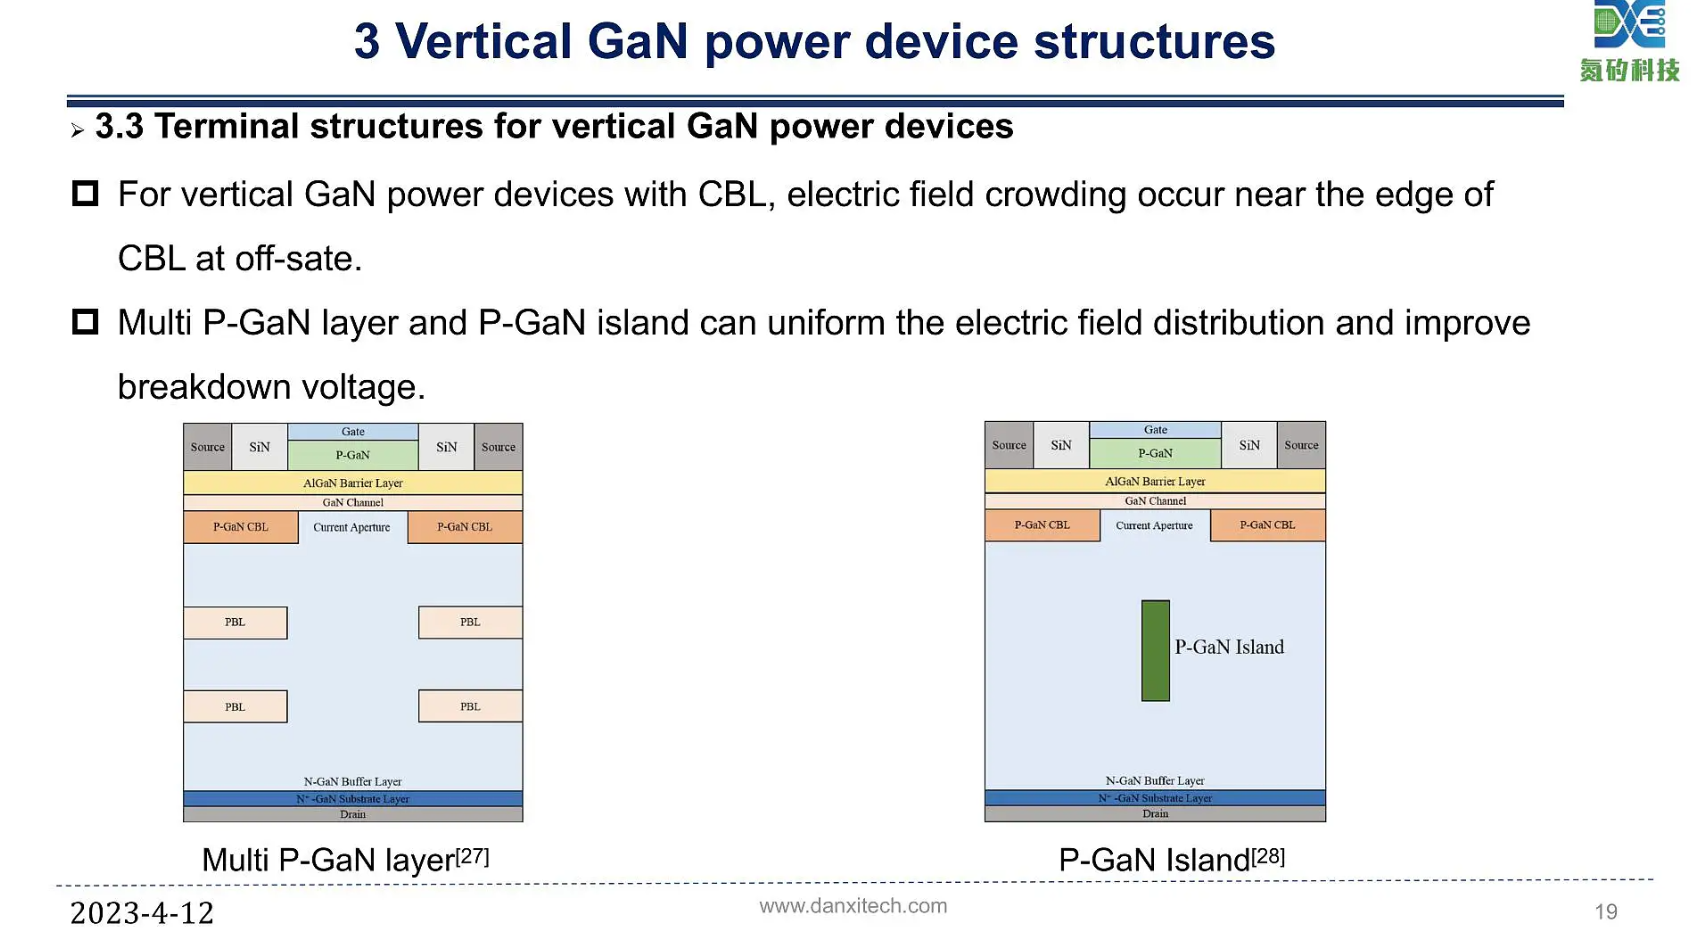 3 Vertical GaN power device structures
氮矽科技
3.3 Terminal structures for vertical GaN power devices
For vertical GaN power devices with CBL, electric field crowding occur near the edge of
CBL at off-sate.
Multi P-GaN layer and P-GaN island can uniform the electric field distribution and improve
breakdown voltage.
Source SiN Gate SiN Source
P-GaN
AlGaN Barrier Layer
GaN Channel
P-GaN CBL Current Aperture P-GaN CBL
PBL PBL
PBL PBL
N-GaN Buffer Layer
N⁺-GaN Substrate Layer
Drain
Multi P-GaN layer[27]
Source SiN Gate SiN Source
P-GaN
AlGaN Barrier Layer
GaN Channel
P-GaN CBL Current Aperture P-GaN CBL
P-GaN Island
N-GaN Buffer Layer
N⁺-GaN Substrate Layer
Drain
P-GaN Island[28]
2023-4-12
www.danxitech.com
19